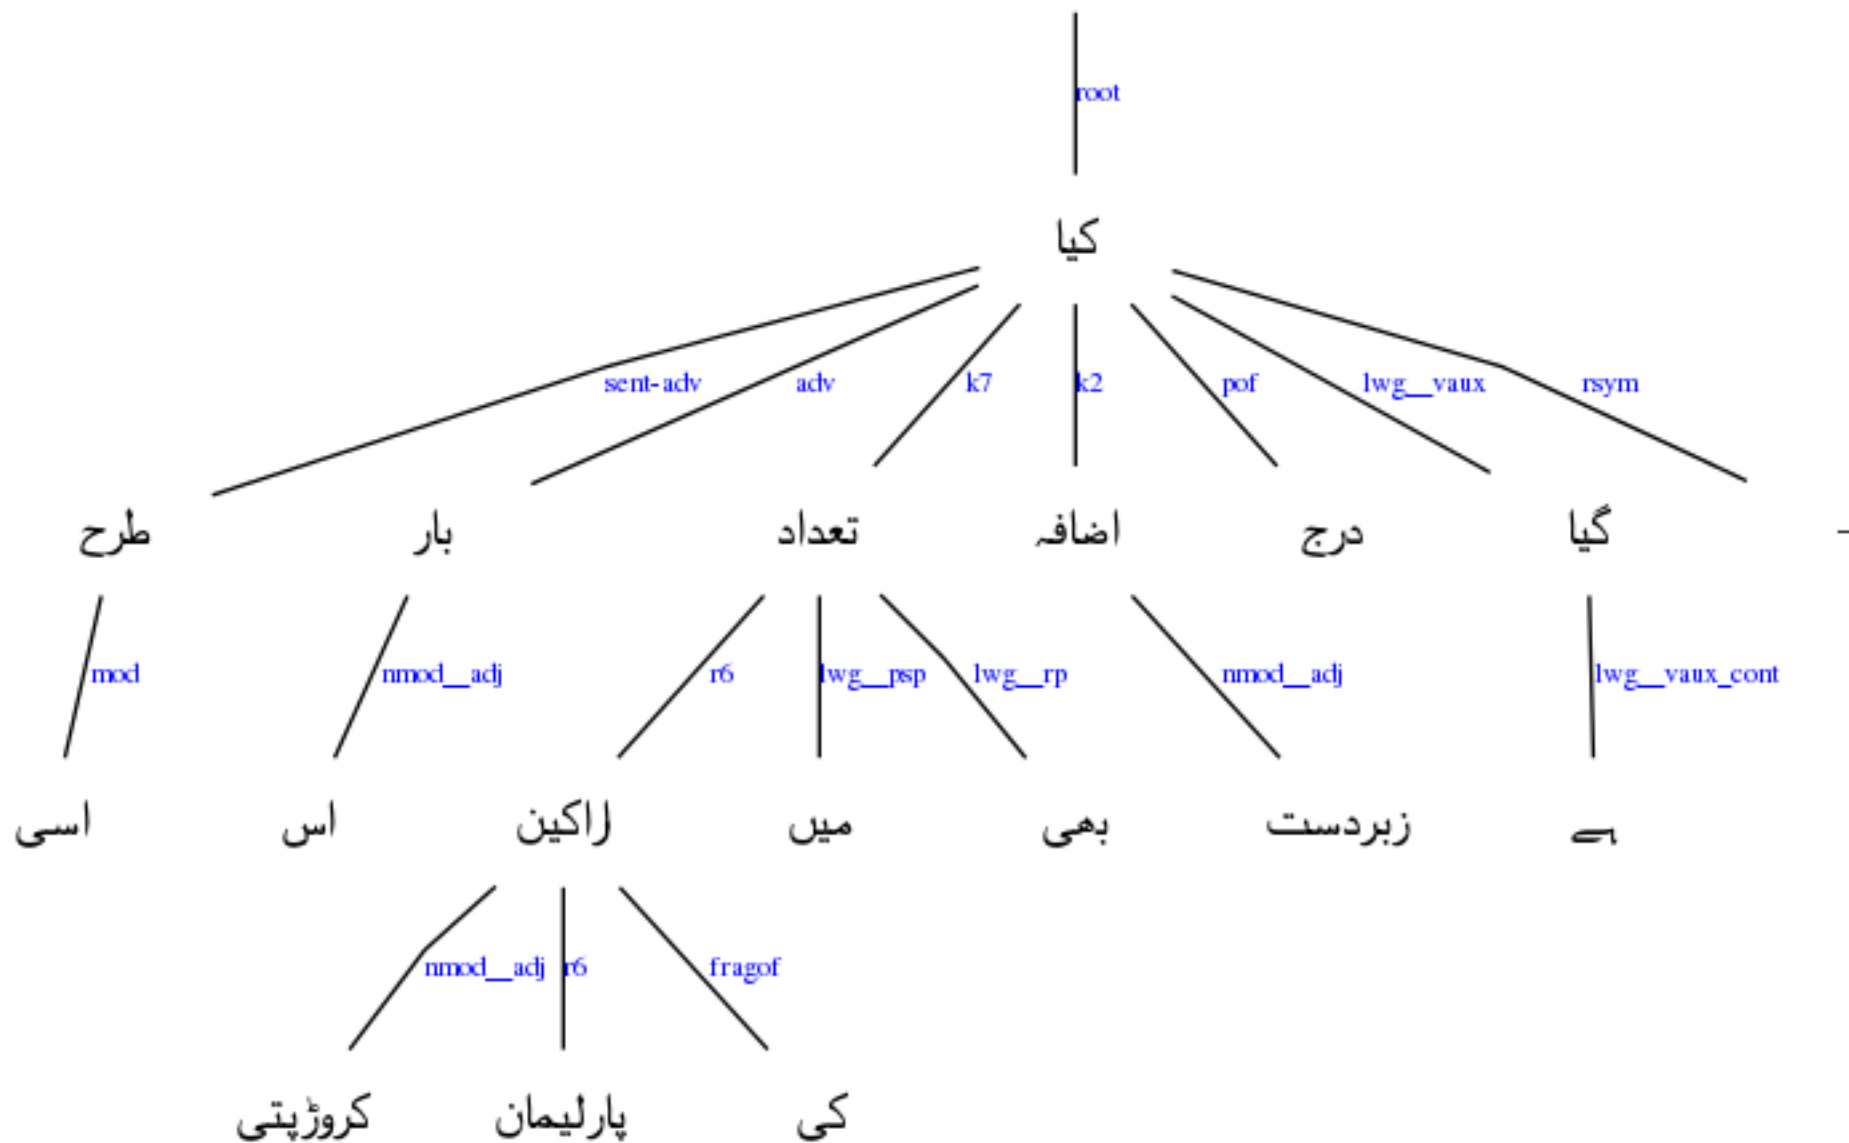 root
کیا
sent-adv adv k7 k2 pof lwg__vaux rsym
طرح بار تعداد اضافہ درج گیا ۔
mod nmod__adj r6 lwg__psp lwg__rp nmod__adj lwg__vaux_cont
اسی اس اراکین میں بھی زبردست ہے
nmod__adj r6 fragof
کروڑپتی پارلیمان کی